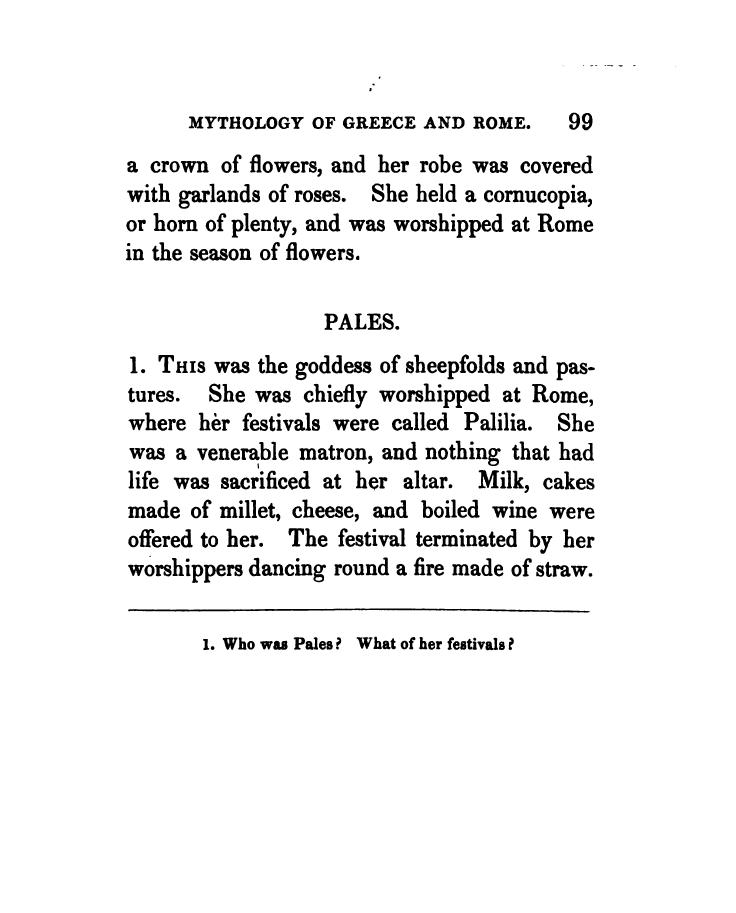 MYTHOLOGY OF GREECE AND ROME. 99
a crown of flowers, and her robe was covered
with garlands of roses. She held a cornucopia,
or horn of plenty, and was worshipped at Rome
in the season of flowers.
PALES.
1. THIS was the goddess of sheepfolds and pas-
tures. She was chiefly worshipped at Rome,
where her festivals were called Palilia. She
was a venerable matron, and nothing that had
life was sacrificed at her altar. Milk, cakes
made of millet, cheese, and boiled wine were
offered to her. The festival terminated by her
worshippers dancing round a fire made of straw.
1. Who was Pales? What of her festivals?